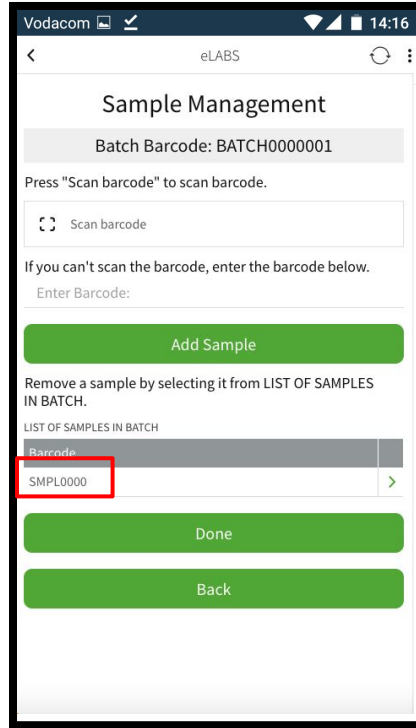 Vodacom 14:16
eLABS
Sample Management
Batch Barcode: BATCH0000001
Press "Scan barcode" to scan barcode.
Scan barcode
If you can't scan the barcode, enter the barcode below.
Enter Barcode:
Add Sample
Remove a sample by selecting it from LIST OF SAMPLES
IN BATCH.
LIST OF SAMPLES IN BATCH
Barcode
SMPL0000
Done
Back